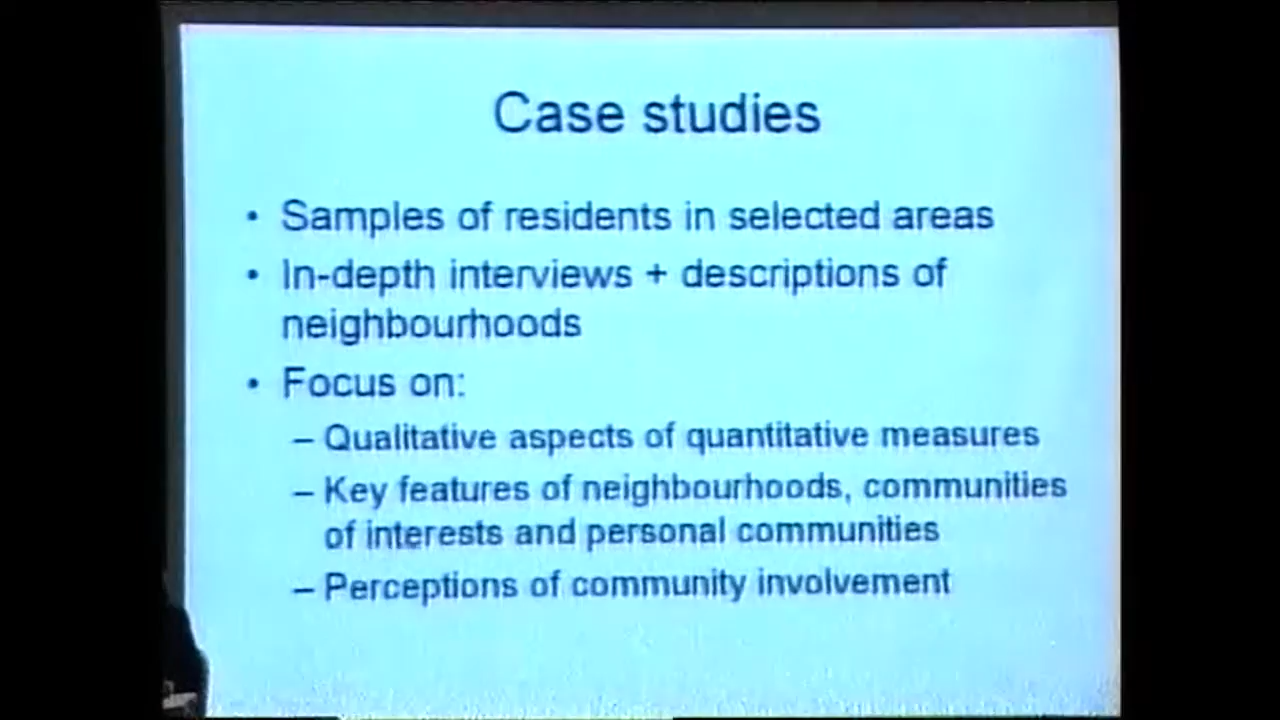 Case studies
• Samples of residents in selected areas
• In-depth interviews + descriptions of
neighbourhoods
• Focus on:
– Qualitative aspects of quantitative measures
– Key features of neighbourhoods, communities
of interests and personal communities
– Perceptions of community involvement